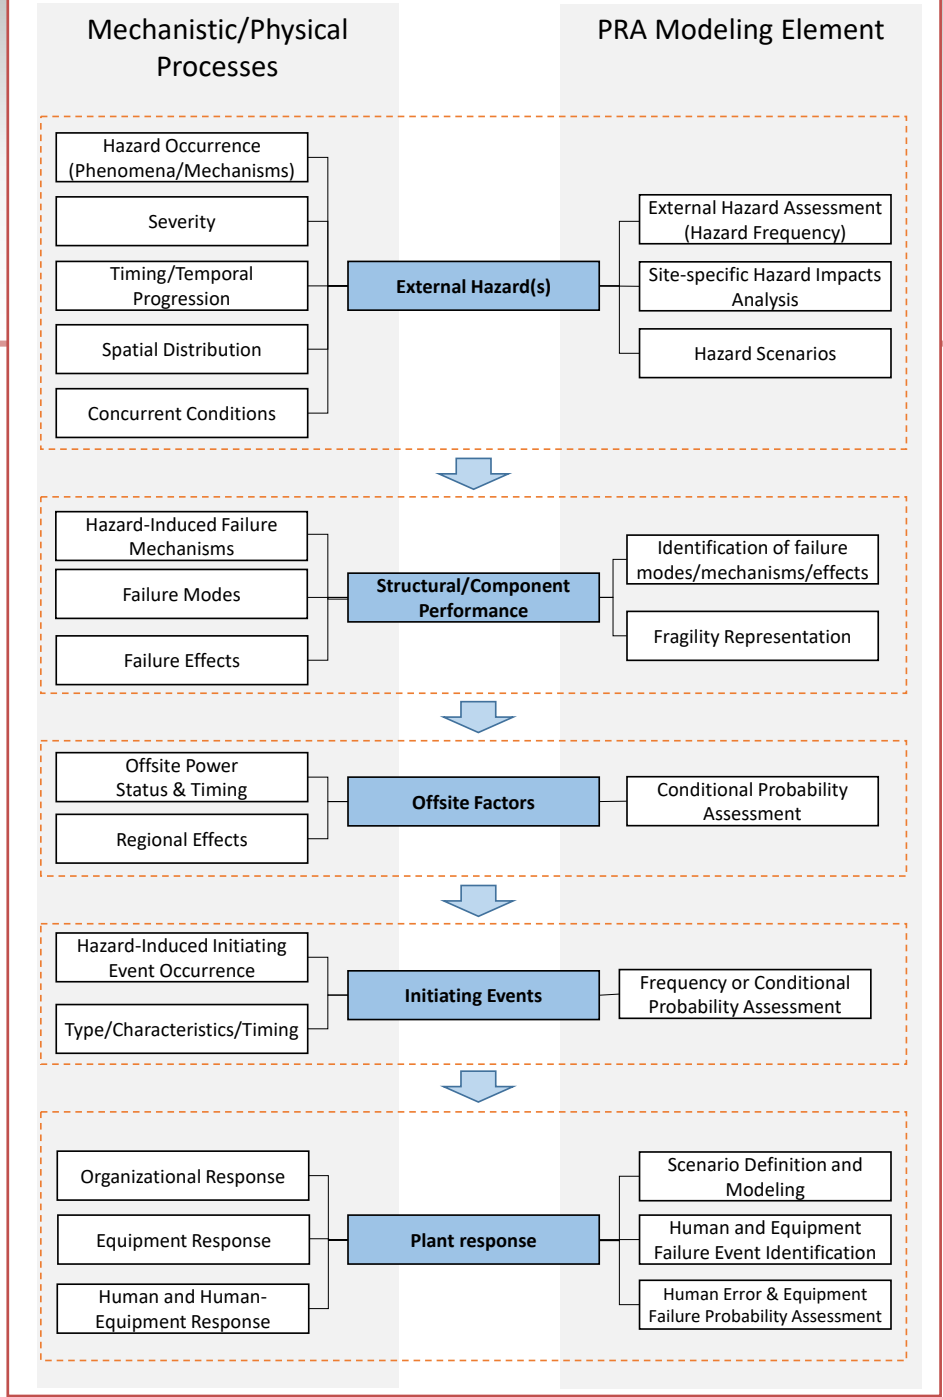 Mechanistic/Physical
Processes
PRA Modeling Element
Hazard Occurrence
(Phenomena/Mechanisms)
Severity
Timing/Temporal
Progression
Spatial Distribution
Concurrent Conditions
External Hazard(s)
External Hazard Assessment
(Hazard Frequency)
Site-specific Hazard Impacts
Analysis
Hazard Scenarios
Hazard-Induced Failure
Mechanisms
Failure Modes
Failure Effects
Structural/Component
Performance
Identification of failure
modes/mechanisms/effects
Fragility Representation
Offsite Power
Status & Timing
Regional Effects
Offsite Factors
Conditional Probability
Assessment
Hazard-Induced Initiating
Event Occurrence
Type/Characteristics/Timing
Initiating Events
Frequency or Conditional
Probability Assessment
Organizational Response
Equipment Response
Human and Human-
Equipment Response
Plant response
Scenario Definition and
Modeling
Human and Equipment
Failure Event Identification
Human Error & Equipment
Failure Probability Assessment